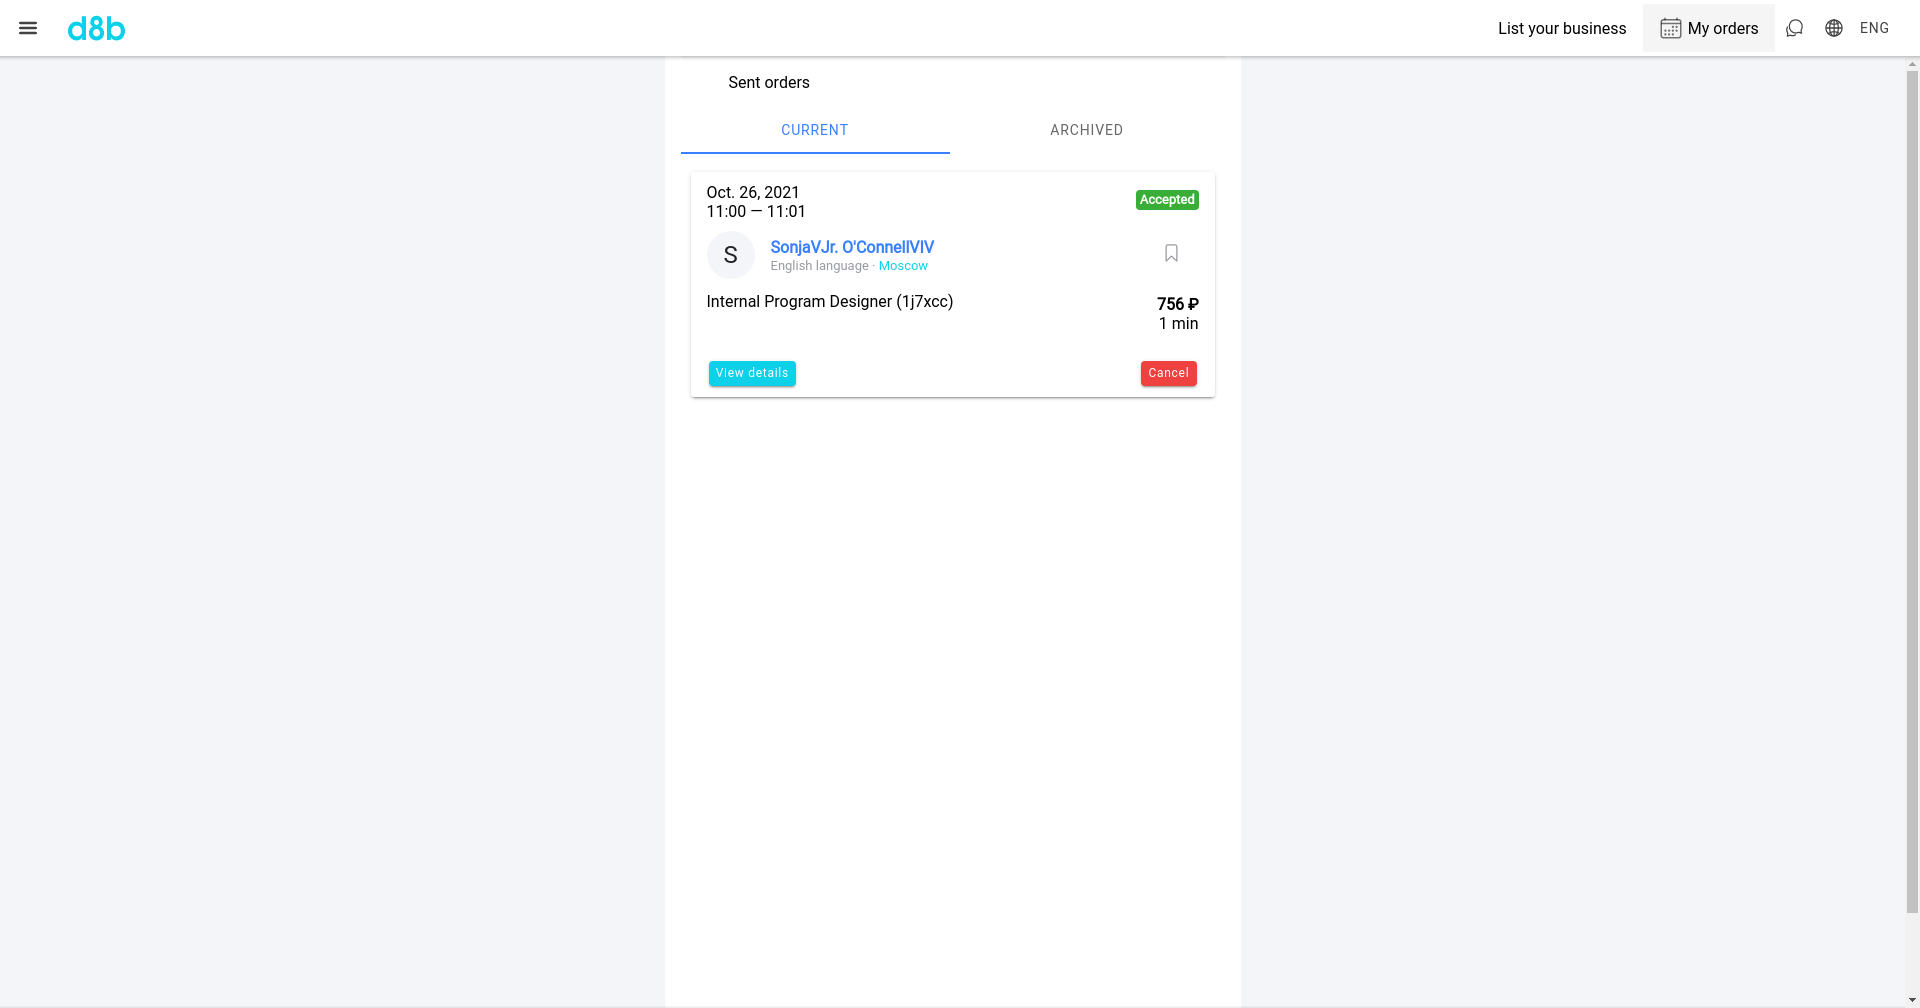 d8b
List your business
My orders
ENG
Sent orders
CURRENT
ARCHIVED
Oct. 26, 2021
11:00 — 11:01
Accepted
S
SonjaVJr. O'ConnellVIV
English language · Moscow
Internal Program Designer (1j7xcc)
756 ₽
1 min
View details
Cancel